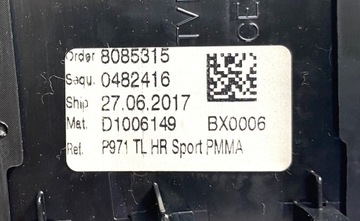 Order 8085315
Sequ. 0482416
Ship 27.06.2017
Mat. D1006149 BX0006
Ref. P971 TL HR Sport PMMA